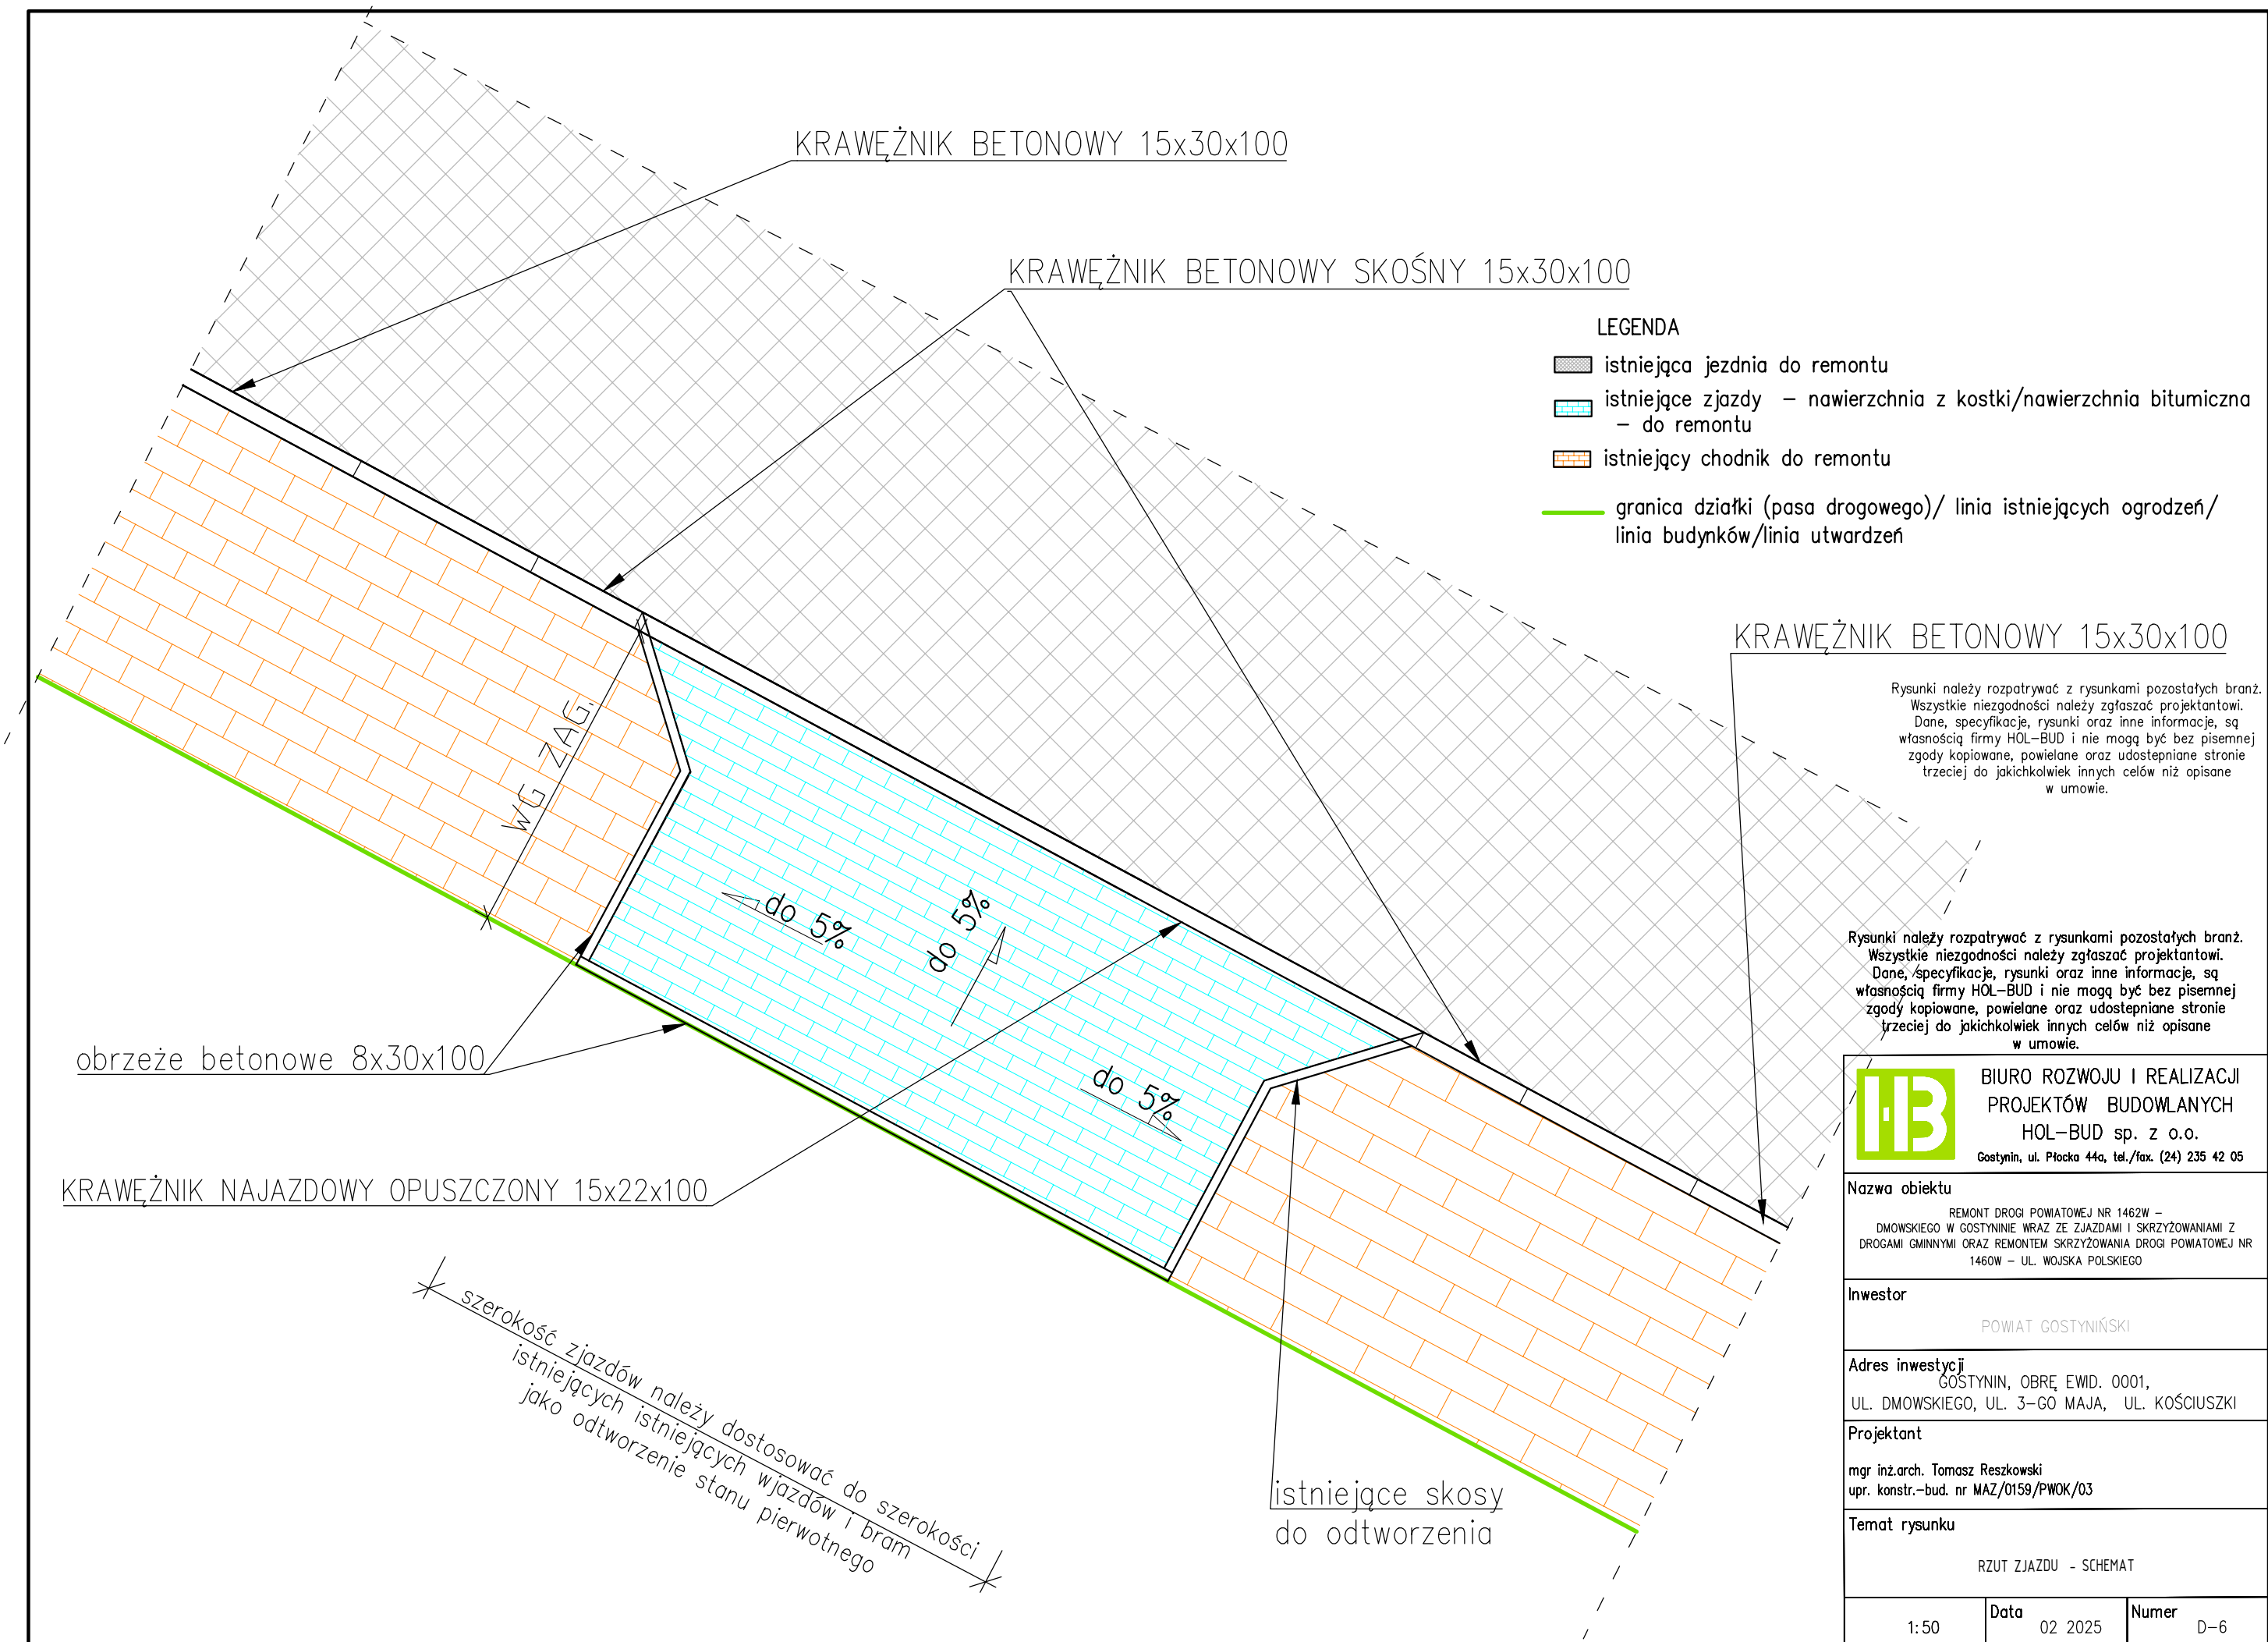 KRAWĘŻNIK BETONOWY 15x30x100
KRAWĘŻNIK BETONOWY SKOŚNY 15x30x100
LEGENDA
istniejąca jezdnia do remontu
istniejące zjazdy – nawierzchnia z kostki/nawierzchnia bitumiczna
– do remontu
istniejący chodnik do remontu
granica działki (pasa drogowego)/ linia istniejących ogrodzeń/
linia budynków/linia utwardzeń
KRAWĘŻNIK BETONOWY 15x30x100
Rysunki należy rozpatrywać z rysunkami pozostałych branż.
Wszystkie niezgodności należy zgłaszać projektantowi.
Dane, specyfikacje, rysunki oraz inne informacje, są
własnością firmy HOL–BUD i nie mogą być bez pisemnej
zgody kopiowane, powielane oraz udostepniane stronie
trzeciej do jakichkolwiek innych celów niż opisane
w umowie.
WG ZAG.
do 5%
do 5%
do 5%
Rysunki należy rozpatrywać z rysunkami pozostałych branż.
Wszystkie niezgodności należy zgłaszać projektantowi.
Dane, specyfikacje, rysunki oraz inne informacje, są
własnością firmy HOL–BUD i nie mogą być bez pisemnej
zgody kopiowane, powielane oraz udostepniane stronie
trzeciej do jakichkolwiek innych celów niż opisane
w umowie.
obrzeże betonowe 8x30x100
KRAWĘŻNIK NAJAZDOWY OPUSZCZONY 15x22x100
szerokość zjazdów należy dostosować do szerokości
istniejących istniejących wjazdów i bram
jako odtworzenie stanu pierwotnego
istniejące skosy
do odtworzenia
HB
BIURO ROZWOJU I REALIZACJI
PROJEKTÓW BUDOWLANYCH
HOL–BUD sp. z o.o.
Gostynin, ul. Płocka 44a, tel./fax. (24) 235 42 05
Nazwa obiektu
REMONT DROGI POWIATOWEJ NR 1462W –
DMOWSKIEGO W GOSTYNINIE WRAZ ZE ZJAZDAMI I SKRZYŻOWANIAMI Z
DROGAMI GMINNYMI ORAZ REMONTEM SKRZYŻOWANIA DROGI POWIATOWEJ NR
1460W – UL. WOJSKA POLSKIEGO
Inwestor
POWIAT GOSTYNIŃSKI
Adres inwestycji
GOSTYNIN, OBRĘ EWID. 0001,
UL. DMOWSKIEGO, UL. 3–GO MAJA, UL. KOŚCIUSZKI
Projektant
mgr inż.arch. Tomasz Reszkowski
upr. konstr.–bud. nr MAZ/0159/PWOK/03
Temat rysunku
RZUT ZJAZDU - SCHEMAT
1:50
Data
02 2025
Numer
D–6